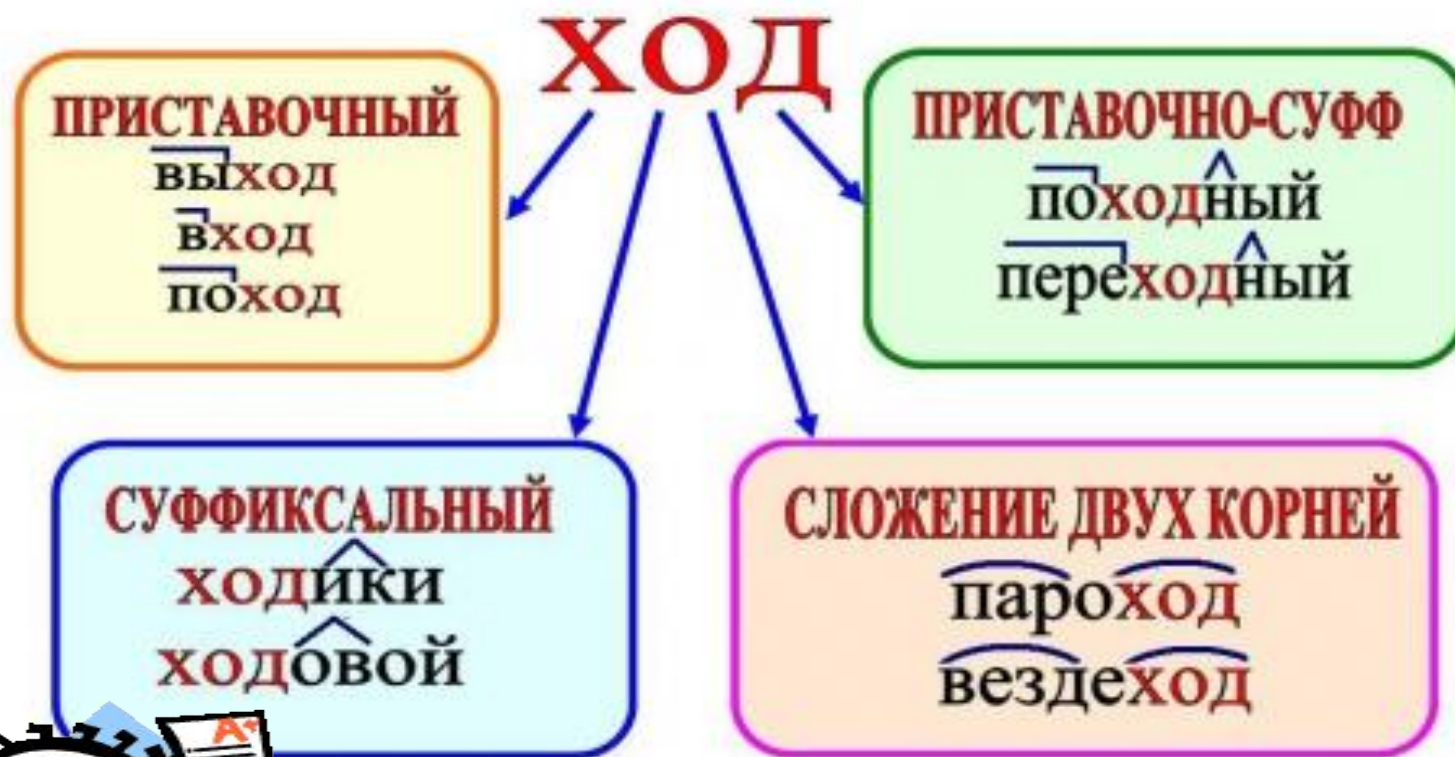 ХОД
ПРИСТАВОЧНЫЙ
выход
вход
поход
ПРИСТАВОЧНО-СУФФ
походный
переходный
СУФФИКСАЛЬНЫЙ
ходики
ходовой
СЛОЖЕНИЕ ДВУХ КОРНЕЙ
пароход
вездеход
A+